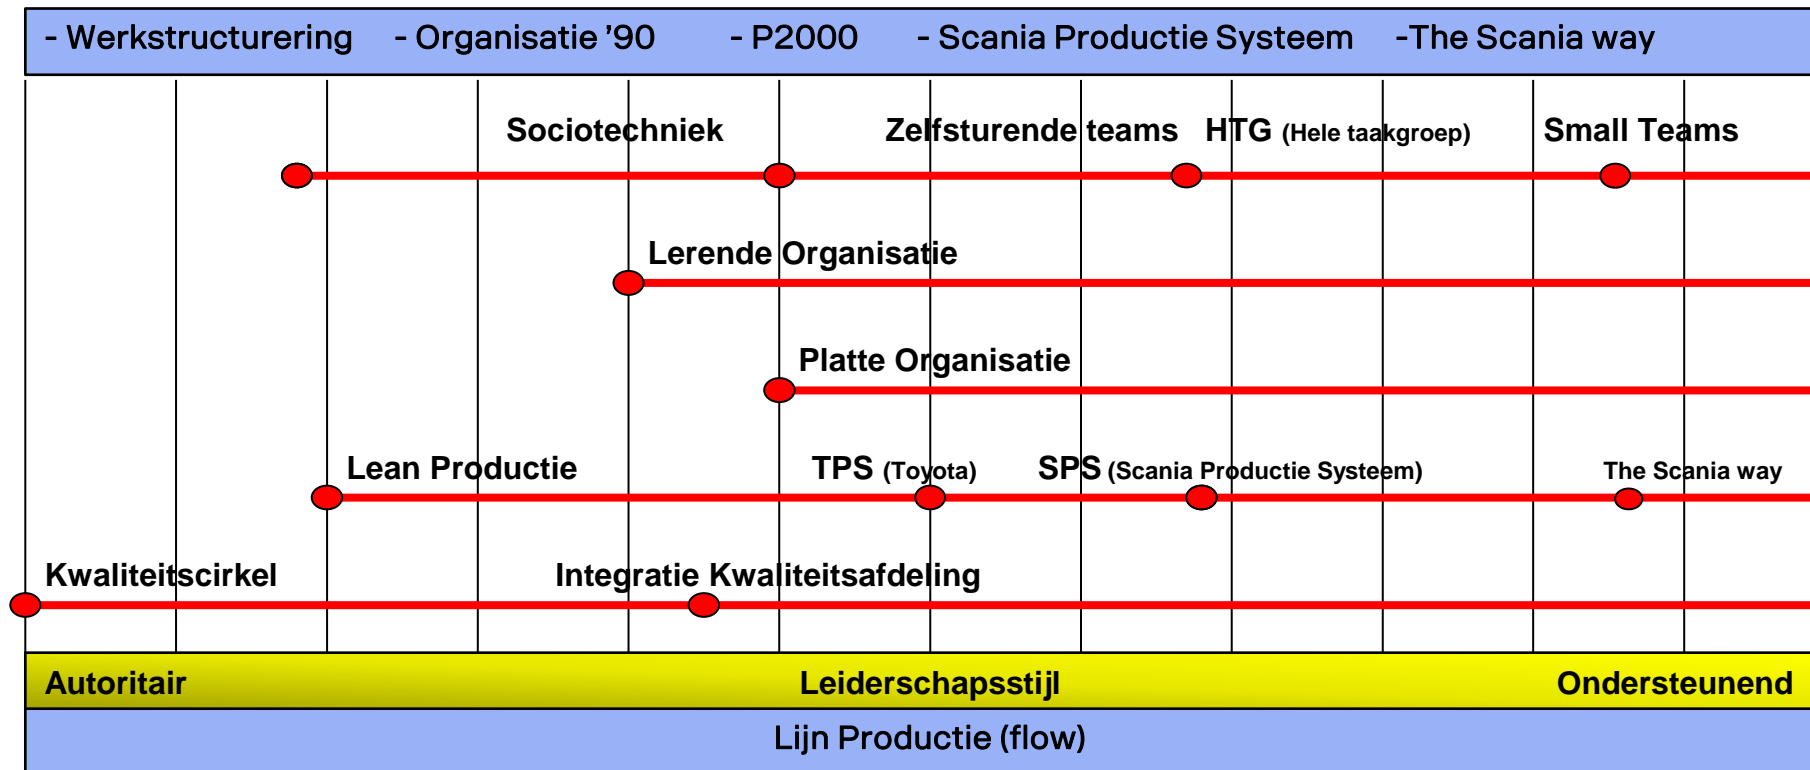 - Werkstructurering - Organisatie ’90 - P2000 - Scania Productie Systeem -The Scania way
Sociotechniek Zelfsturende teams HTG (Hele taakgroep) Small Teams
Lerende Organisatie
Platte Organisatie
Lean Productie TPS (Toyota) SPS (Scania Productie Systeem) The Scania way
Kwaliteitscirkel Integratie Kwaliteitsafdeling
Autoritair Leiderschapsstijl Ondersteunend
Lijn Productie (flow)